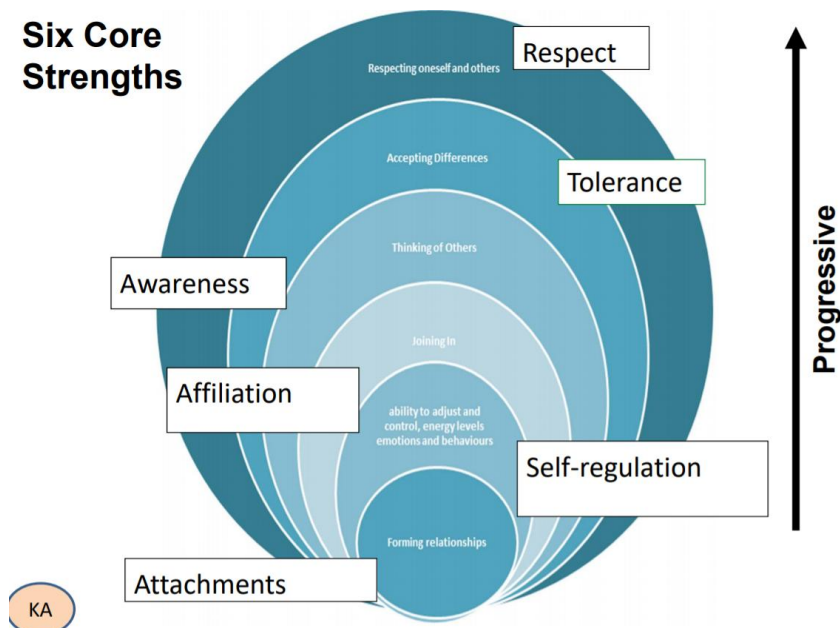 Six Core
Strengths
Respect
Respecting oneself and others
Accepting Differences
Tolerance
Thinking of Others
Awareness
Joining In
Affiliation
ability to adjust and
control, energy levels
emotions and behaviours
Self-regulation
Forming relationships
Attachments
Progressive
KA